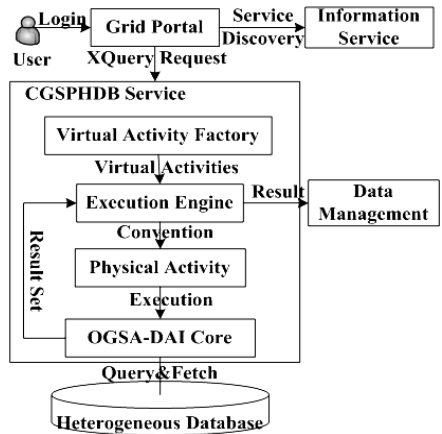 Login
Grid Portal
Service
Discovery
Information
Service
User
XQuery Request
CGSPHDB Service
Virtual Activity Factory
Virtual Activities
Execution Engine
Result
Data
Management
Convention
Result Set
Physical Activity
Execution
OGSA-DAI Core
Query&Fetch
Heterogeneous Database